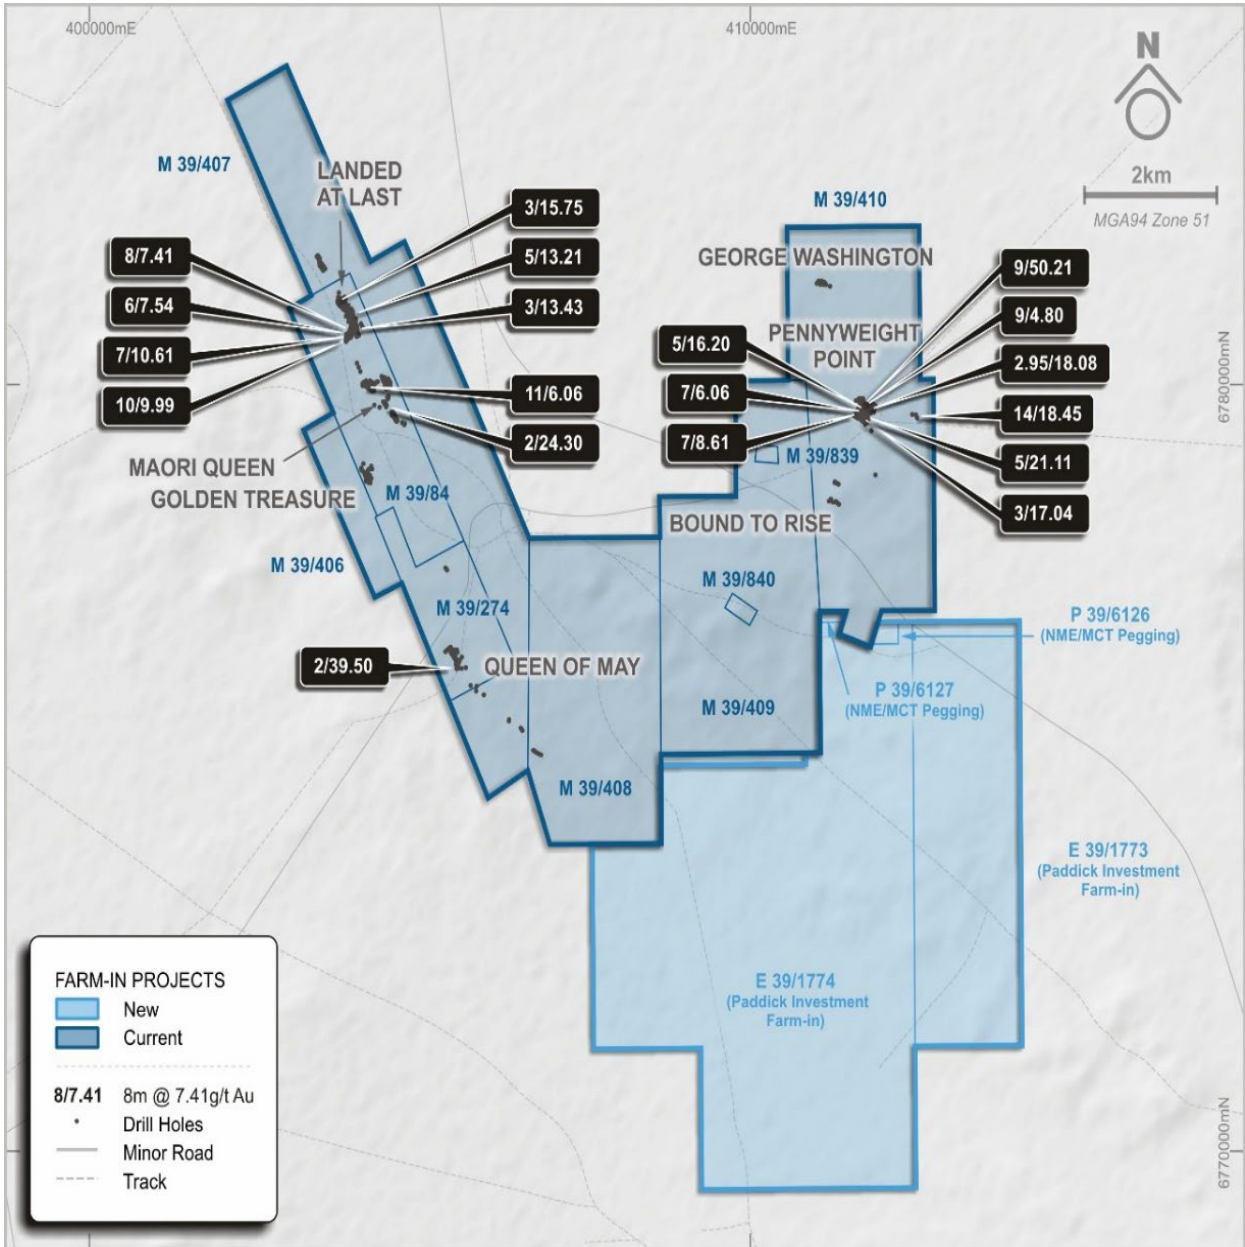 400000mE
410000mE
N
2km
MGA94 Zone 51
M 39/407
LANDED
AT LAST
3/15.75
8/7.41
5/13.21
6/7.54
3/13.43
7/10.61
10/9.99
11/6.06
2/24.30
MAORI QUEEN
GOLDEN TREASURE
M 39/84
M 39/406
M 39/274
2/39.50
QUEEN OF MAY
M 39/408
M 39/410
GEORGE WASHINGTON
PENNYWEIGHT
POINT
9/50.21
9/4.80
5/16.20
2.95/18.08
7/6.06
14/18.45
7/8.61
M 39/839
5/21.11
3/17.04
BOUND TO RISE
M 39/840
M 39/409
6780000mN
P 39/6126
(NME/MCT Pegging)
P 39/6127
(NME/MCT Pegging)
E 39/1773
(Paddick Investment
Farm-in)
E 39/1774
(Paddick Investment
Farm-in)
6770000mN
FARM-IN PROJECTS
New
Current
8/7.41 8m @ 7.41g/t Au
Drill Holes
Minor Road
Track